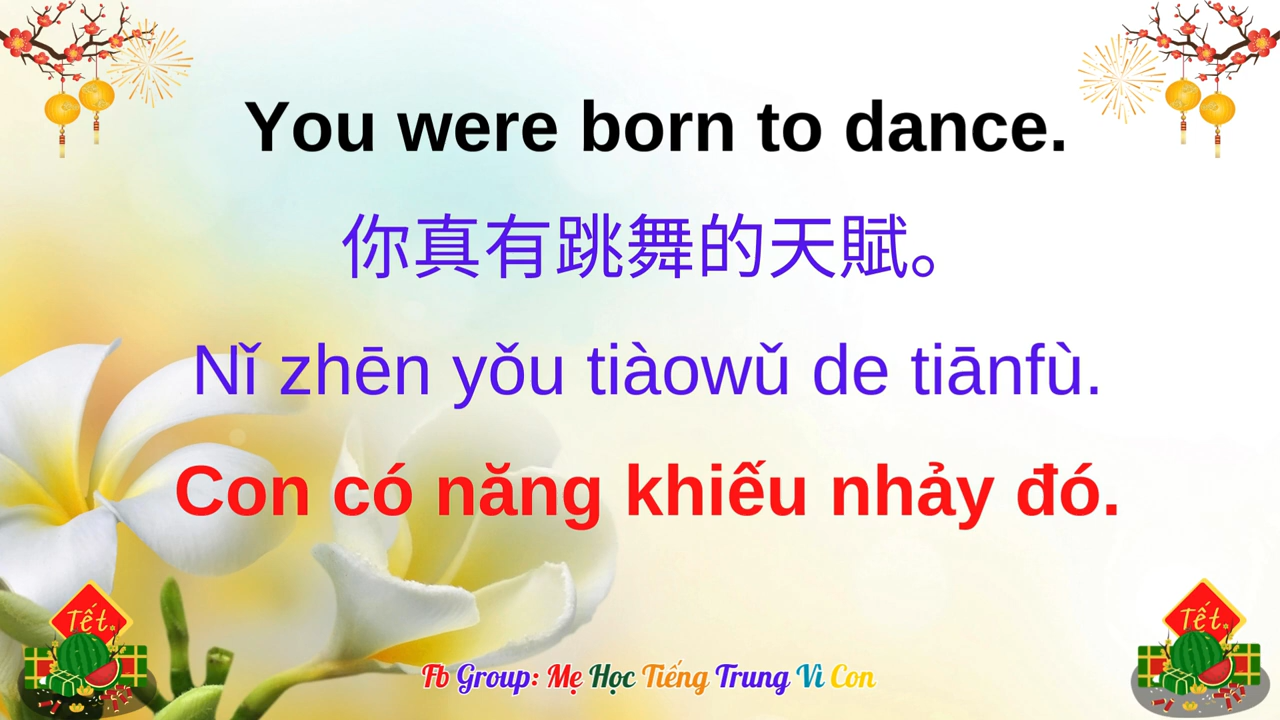 You were born to dance.
你真有跳舞的天賦。
Nǐ zhēn yǒu tiàowǔ de tiānfù.
Con có năng khiếu nhảy đó.
Tết
Tết
Fb Group: Mẹ Học Tiếng Trung Vì Con